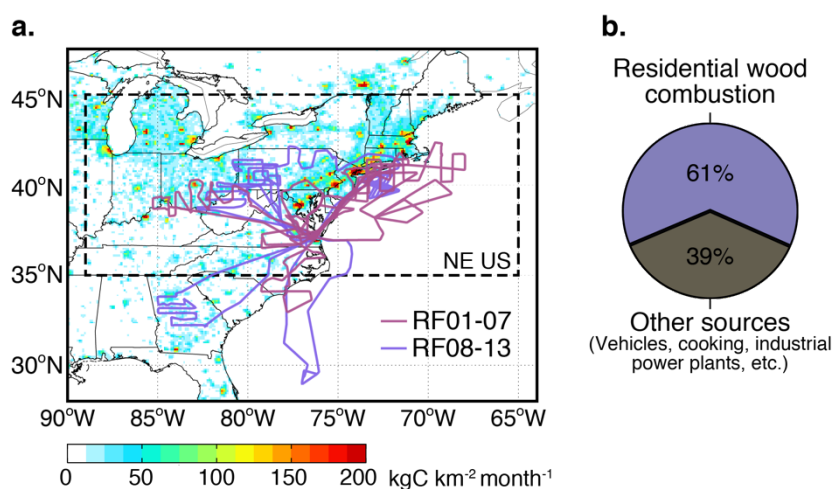 a.
45°N
40°N
35°N
30°N
90°W 85°W 80°W 75°W 70°W 65°W
NE US
RF01-07
RF08-13
0 50 100 150 200 kgC km⁻² month⁻¹
b.
Residential wood
combustion
61%
39%
Other sources
(Vehicles, cooking, industrial
power plants, etc.)